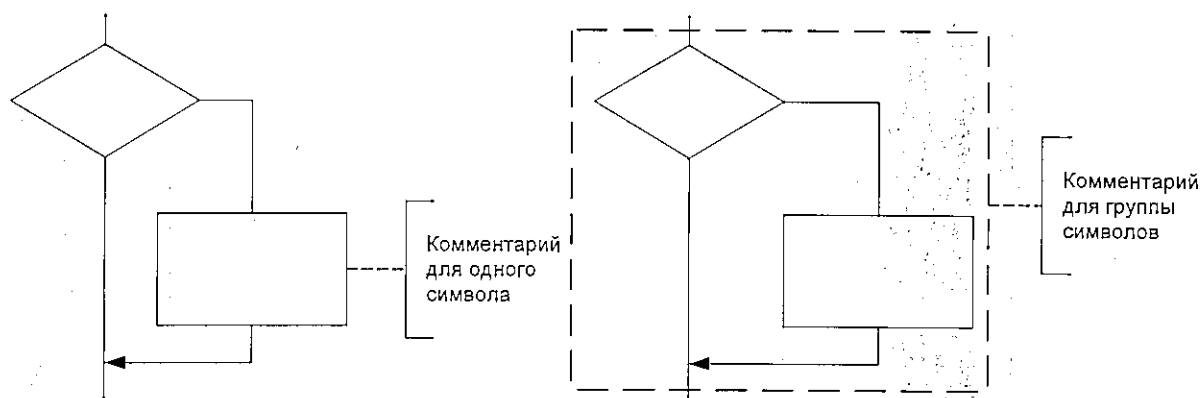 Комментарий
для одного
символа
Комментарий
для группы
символов